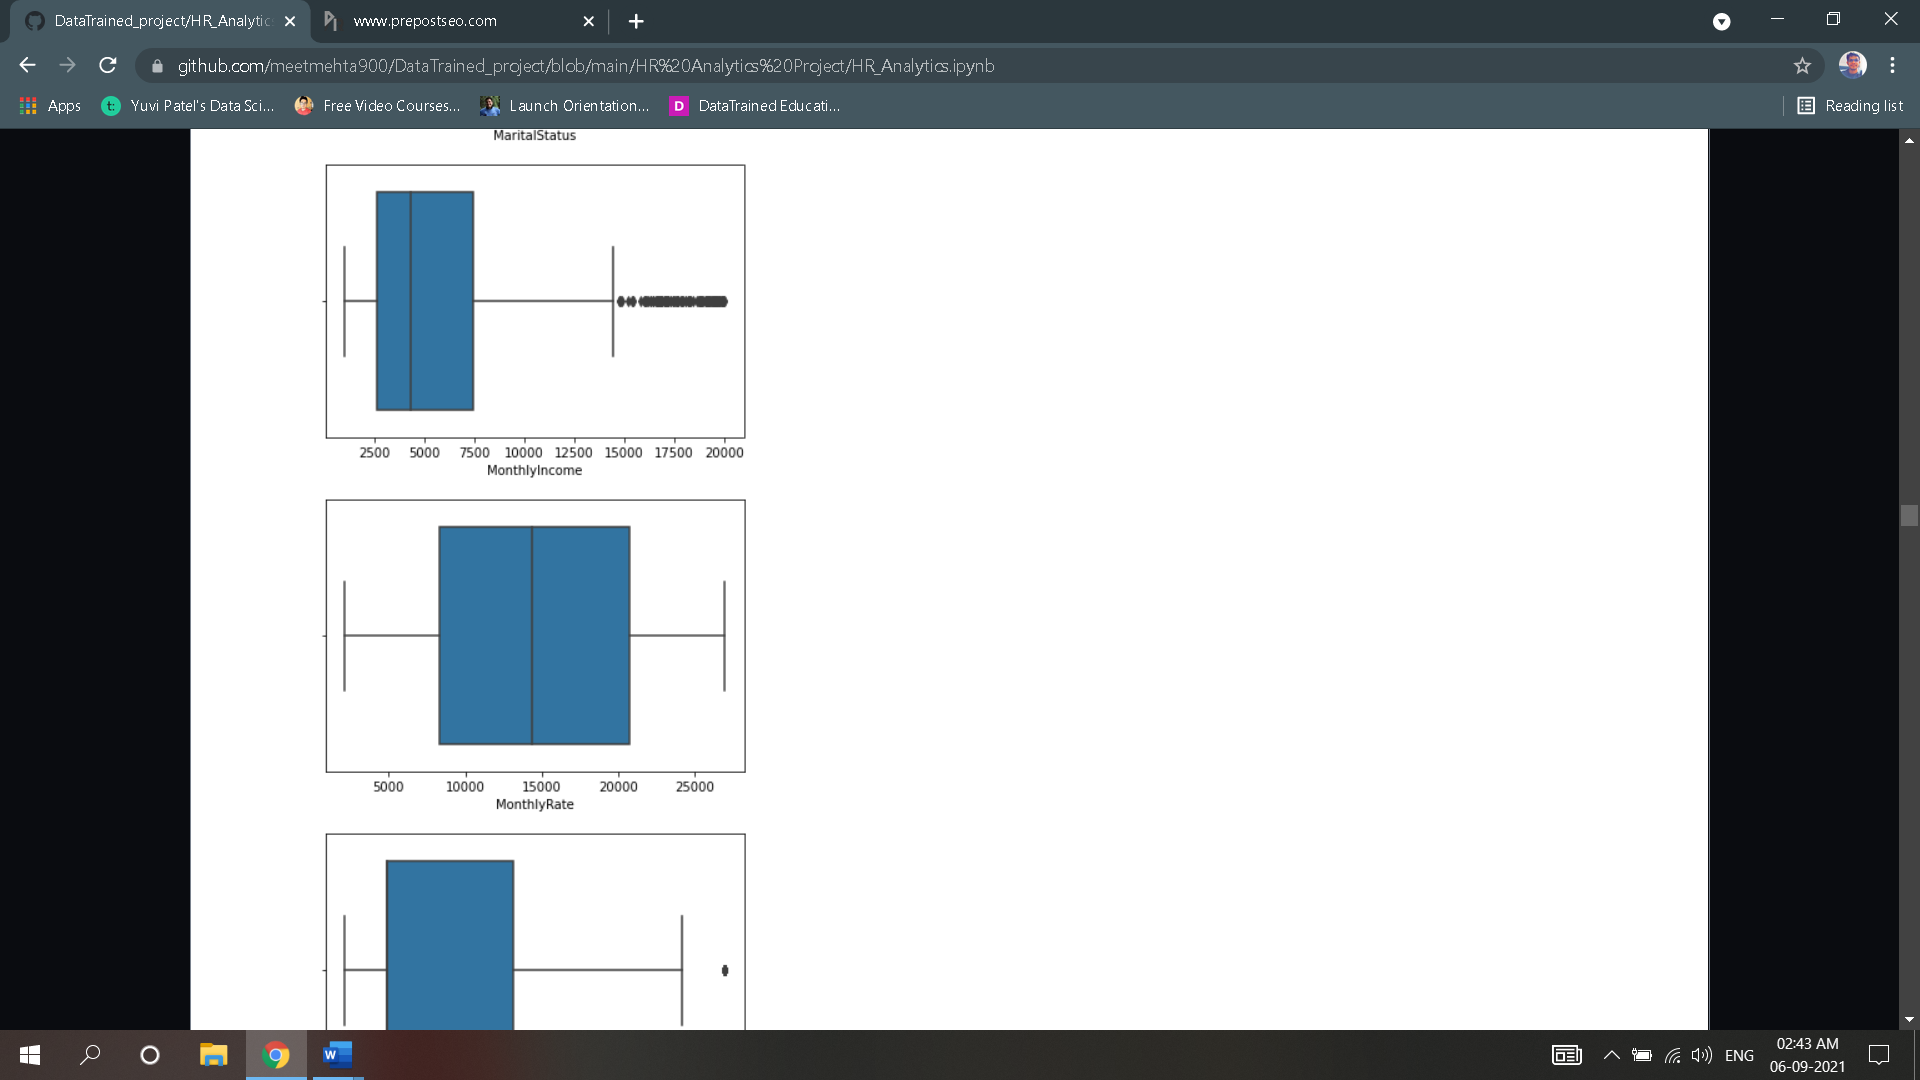 DataTrained_project/HR_Analytic
www.prepostseo.com
github.com/meetmehta900/DataTrained_project/blob/main/HR%20Analytics%20Project/HR_Analytics.ipynb
Apps
Yuvi Patel's Data Sci...
Free Video Courses...
Launch Orientation...
D
DataTrained Educati...
Reading list
MaritalStatus
2500 5000 7500 10000 12500 15000 17500 20000
MonthlyIncome
5000 10000 15000 20000 25000
MonthlyRate
W
ENG
02:43 AM
06-09-2021